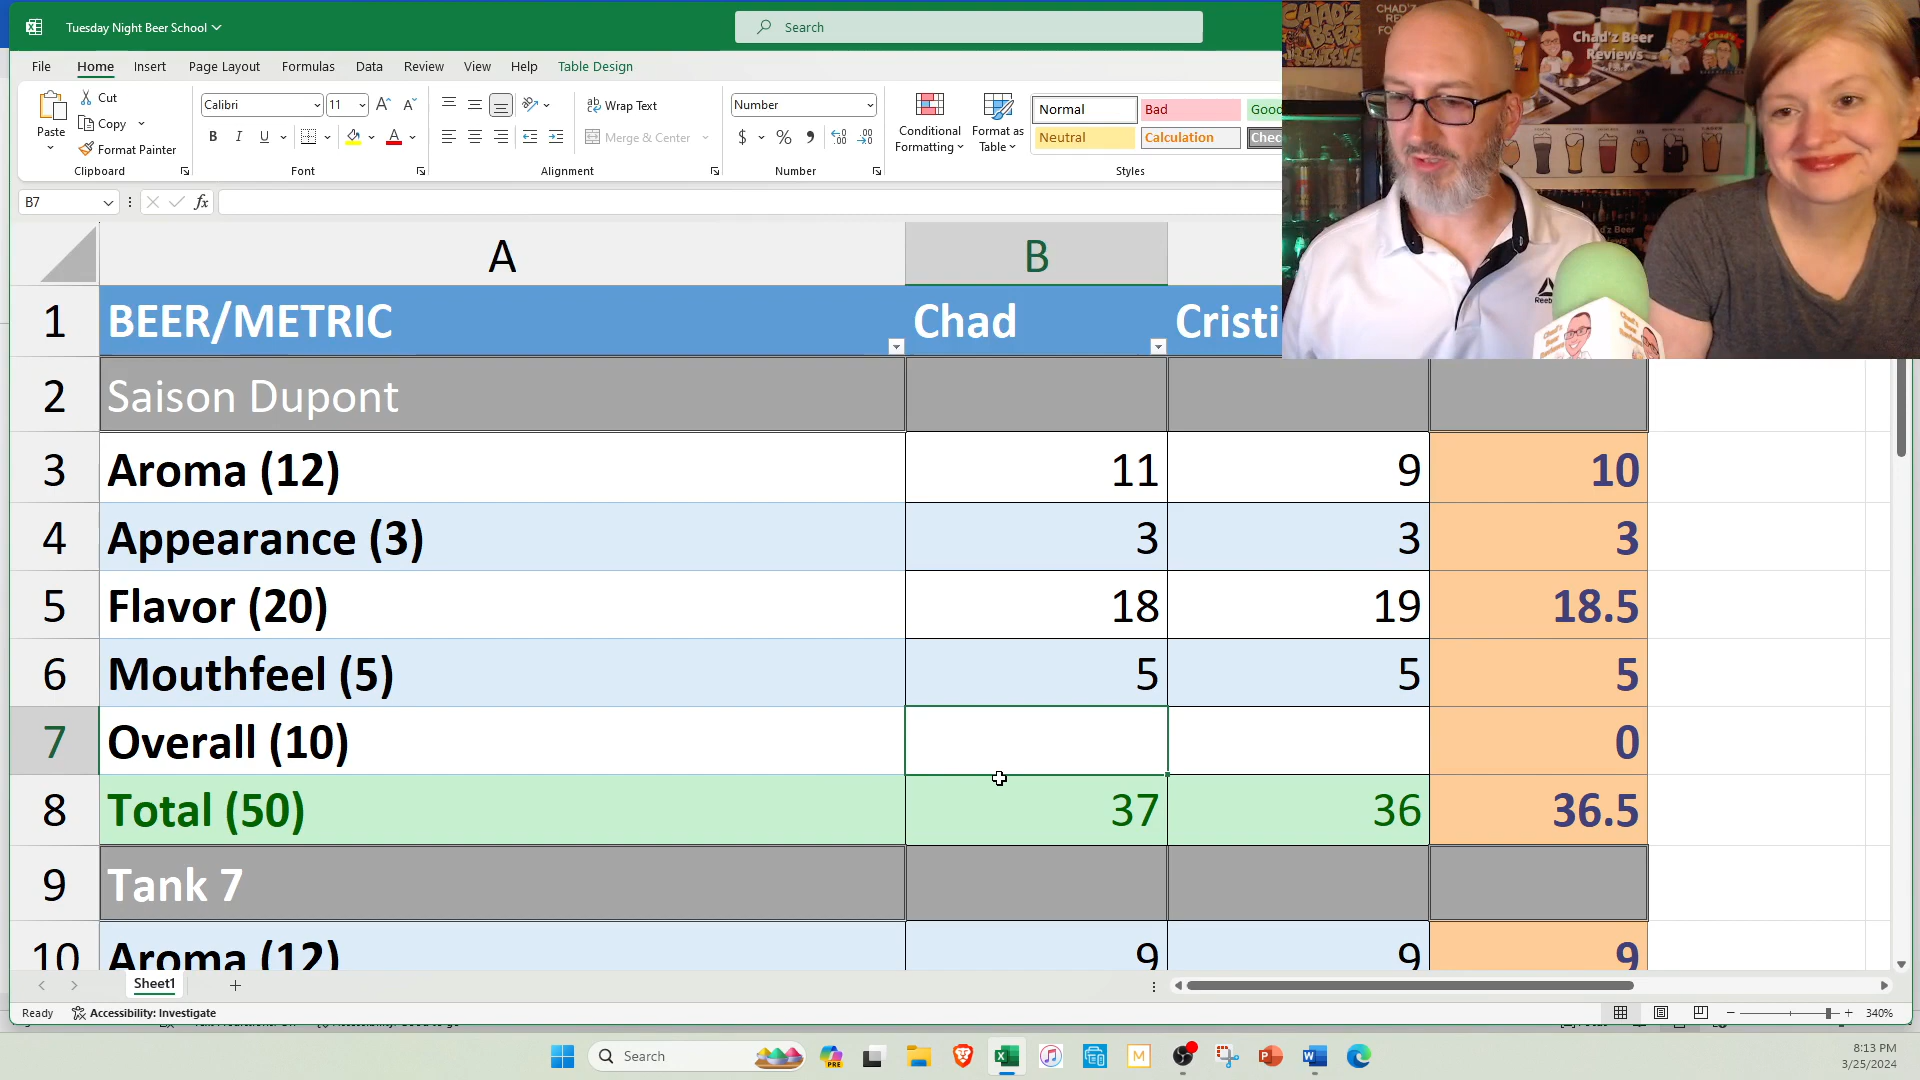 Tuesday Night Beer School
Search
File Home Insert Page Layout Formulas Data Review View Help Table Design
Paste
Cut
Copy
Format Painter
Clipboard
Calibri 11
B I U
Font
Wrap Text
Merge & Center
Alignment
Number
$ %
Number
Conditional Formatting
Format as Table
Normal Bad Good
Neutral Calculation
Styles
B7 fx
A B
1 BEER/METRIC Chad Cristi
2 Saison Dupont
3 Aroma (12) 11 9 10
4 Appearance (3) 3 3 3
5 Flavor (20) 18 19 18.5
6 Mouthfeel (5) 5 5 5
7 Overall (10) 0
8 Total (50) 37 36 36.5
9 Tank 7
10 Aroma (12) 9 9 9
Sheet1
Ready Accessibility: Investigate
340%
Search
PRE
M
8:13 PM
3/25/2024
Chad'z Beer
Reviews
Reebok